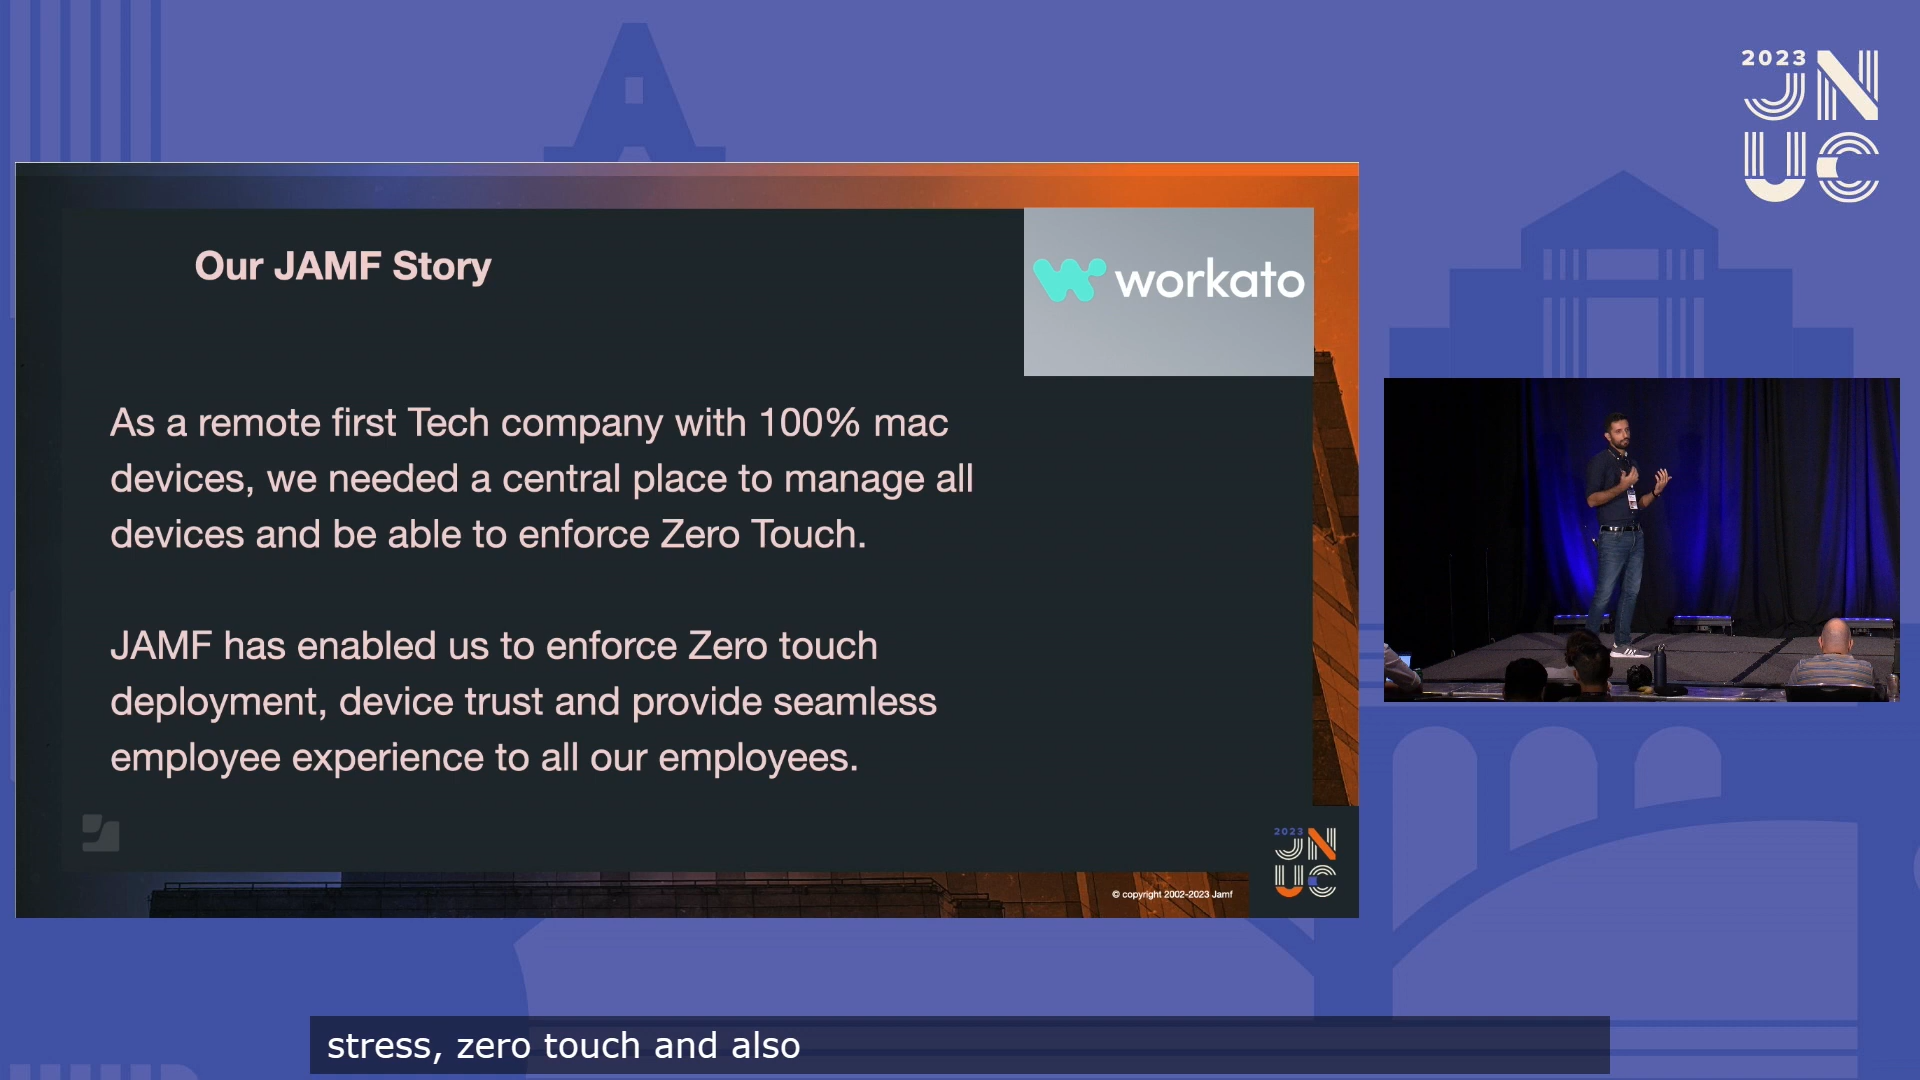 2023
JN
UC
Our JAMF Story
workato
As a remote first Tech company with 100% mac
devices, we needed a central place to manage all
devices and be able to enforce Zero Touch.
JAMF has enabled us to enforce Zero touch
deployment, device trust and provide seamless
employee experience to all our employees.
2023
JN
UC
© copyright 2002-2023 Jamf
stress, zero touch and also